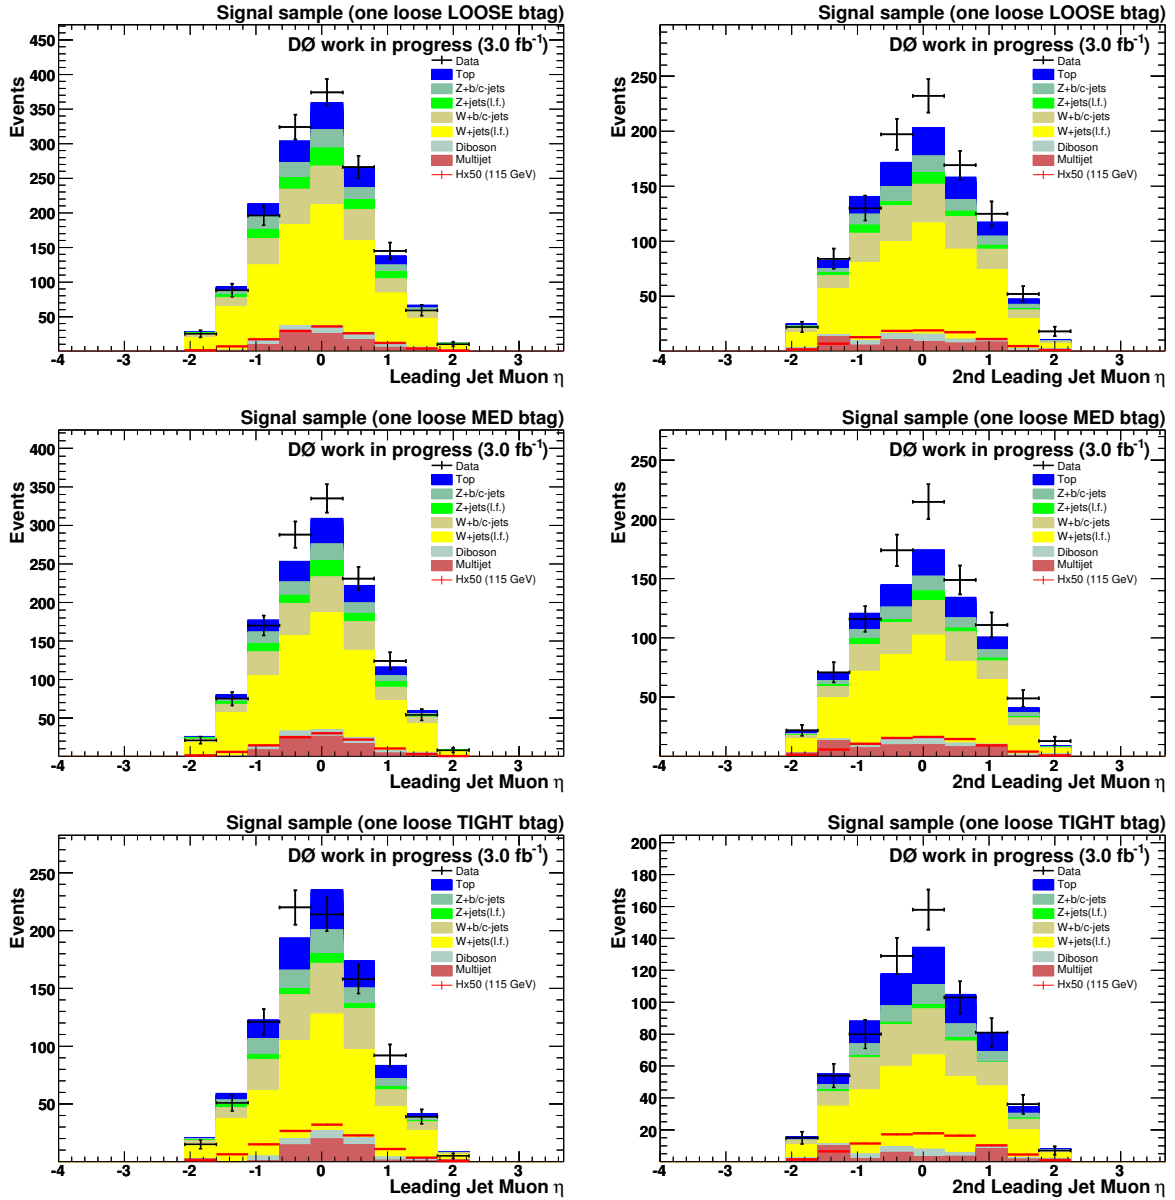 Signal sample (one loose LOOSE btag)
DØ work in progress (3.0 fb-1)
Events
450
400
350
300
250
200
150
100
50
Data
Top
Z+b/c-jets
Z+jets(l.f.)
W+b/c-jets
W+jets(l.f.)
Diboson
Multijet
Hx50 (115 GeV)
-4 -3 -2 -1 0 1 2 3
Leading Jet Muon η
Signal sample (one loose LOOSE btag)
DØ work in progress (3.0 fb-1)
Events
250
200
150
100
50
Data
Top
Z+b/c-jets
Z+jets(l.f.)
W+b/c-jets
W+jets(l.f.)
Diboson
Multijet
Hx50 (115 GeV)
-4 -3 -2 -1 0 1 2 3
2nd Leading Jet Muon η
Signal sample (one loose MED btag)
DØ work in progress (3.0 fb-1)
Events
400
350
300
250
200
150
100
50
Data
Top
Z+b/c-jets
Z+jets(l.f.)
W+b/c-jets
W+jets(l.f.)
Diboson
Multijet
Hx50 (115 GeV)
-4 -3 -2 -1 0 1 2 3
Leading Jet Muon η
Signal sample (one loose MED btag)
DØ work in progress (3.0 fb-1)
Events
250
200
150
100
50
Data
Top
Z+b/c-jets
Z+jets(l.f.)
W+b/c-jets
W+jets(l.f.)
Diboson
Multijet
Hx50 (115 GeV)
-4 -3 -2 -1 0 1 2 3
2nd Leading Jet Muon η
Signal sample (one loose TIGHT btag)
DØ work in progress (3.0 fb-1)
Events
250
200
150
100
50
Data
Top
Z+b/c-jets
Z+jets(l.f.)
W+b/c-jets
W+jets(l.f.)
Diboson
Multijet
Hx50 (115 GeV)
-4 -3 -2 -1 0 1 2 3
Leading Jet Muon η
Signal sample (one loose TIGHT btag)
DØ work in progress (3.0 fb-1)
Events
200
180
160
140
120
100
80
60
40
20
Data
Top
Z+b/c-jets
Z+jets(l.f.)
W+b/c-jets
W+jets(l.f.)
Diboson
Multijet
Hx50 (115 GeV)
-4 -3 -2 -1 0 1 2 3
2nd Leading Jet Muon η